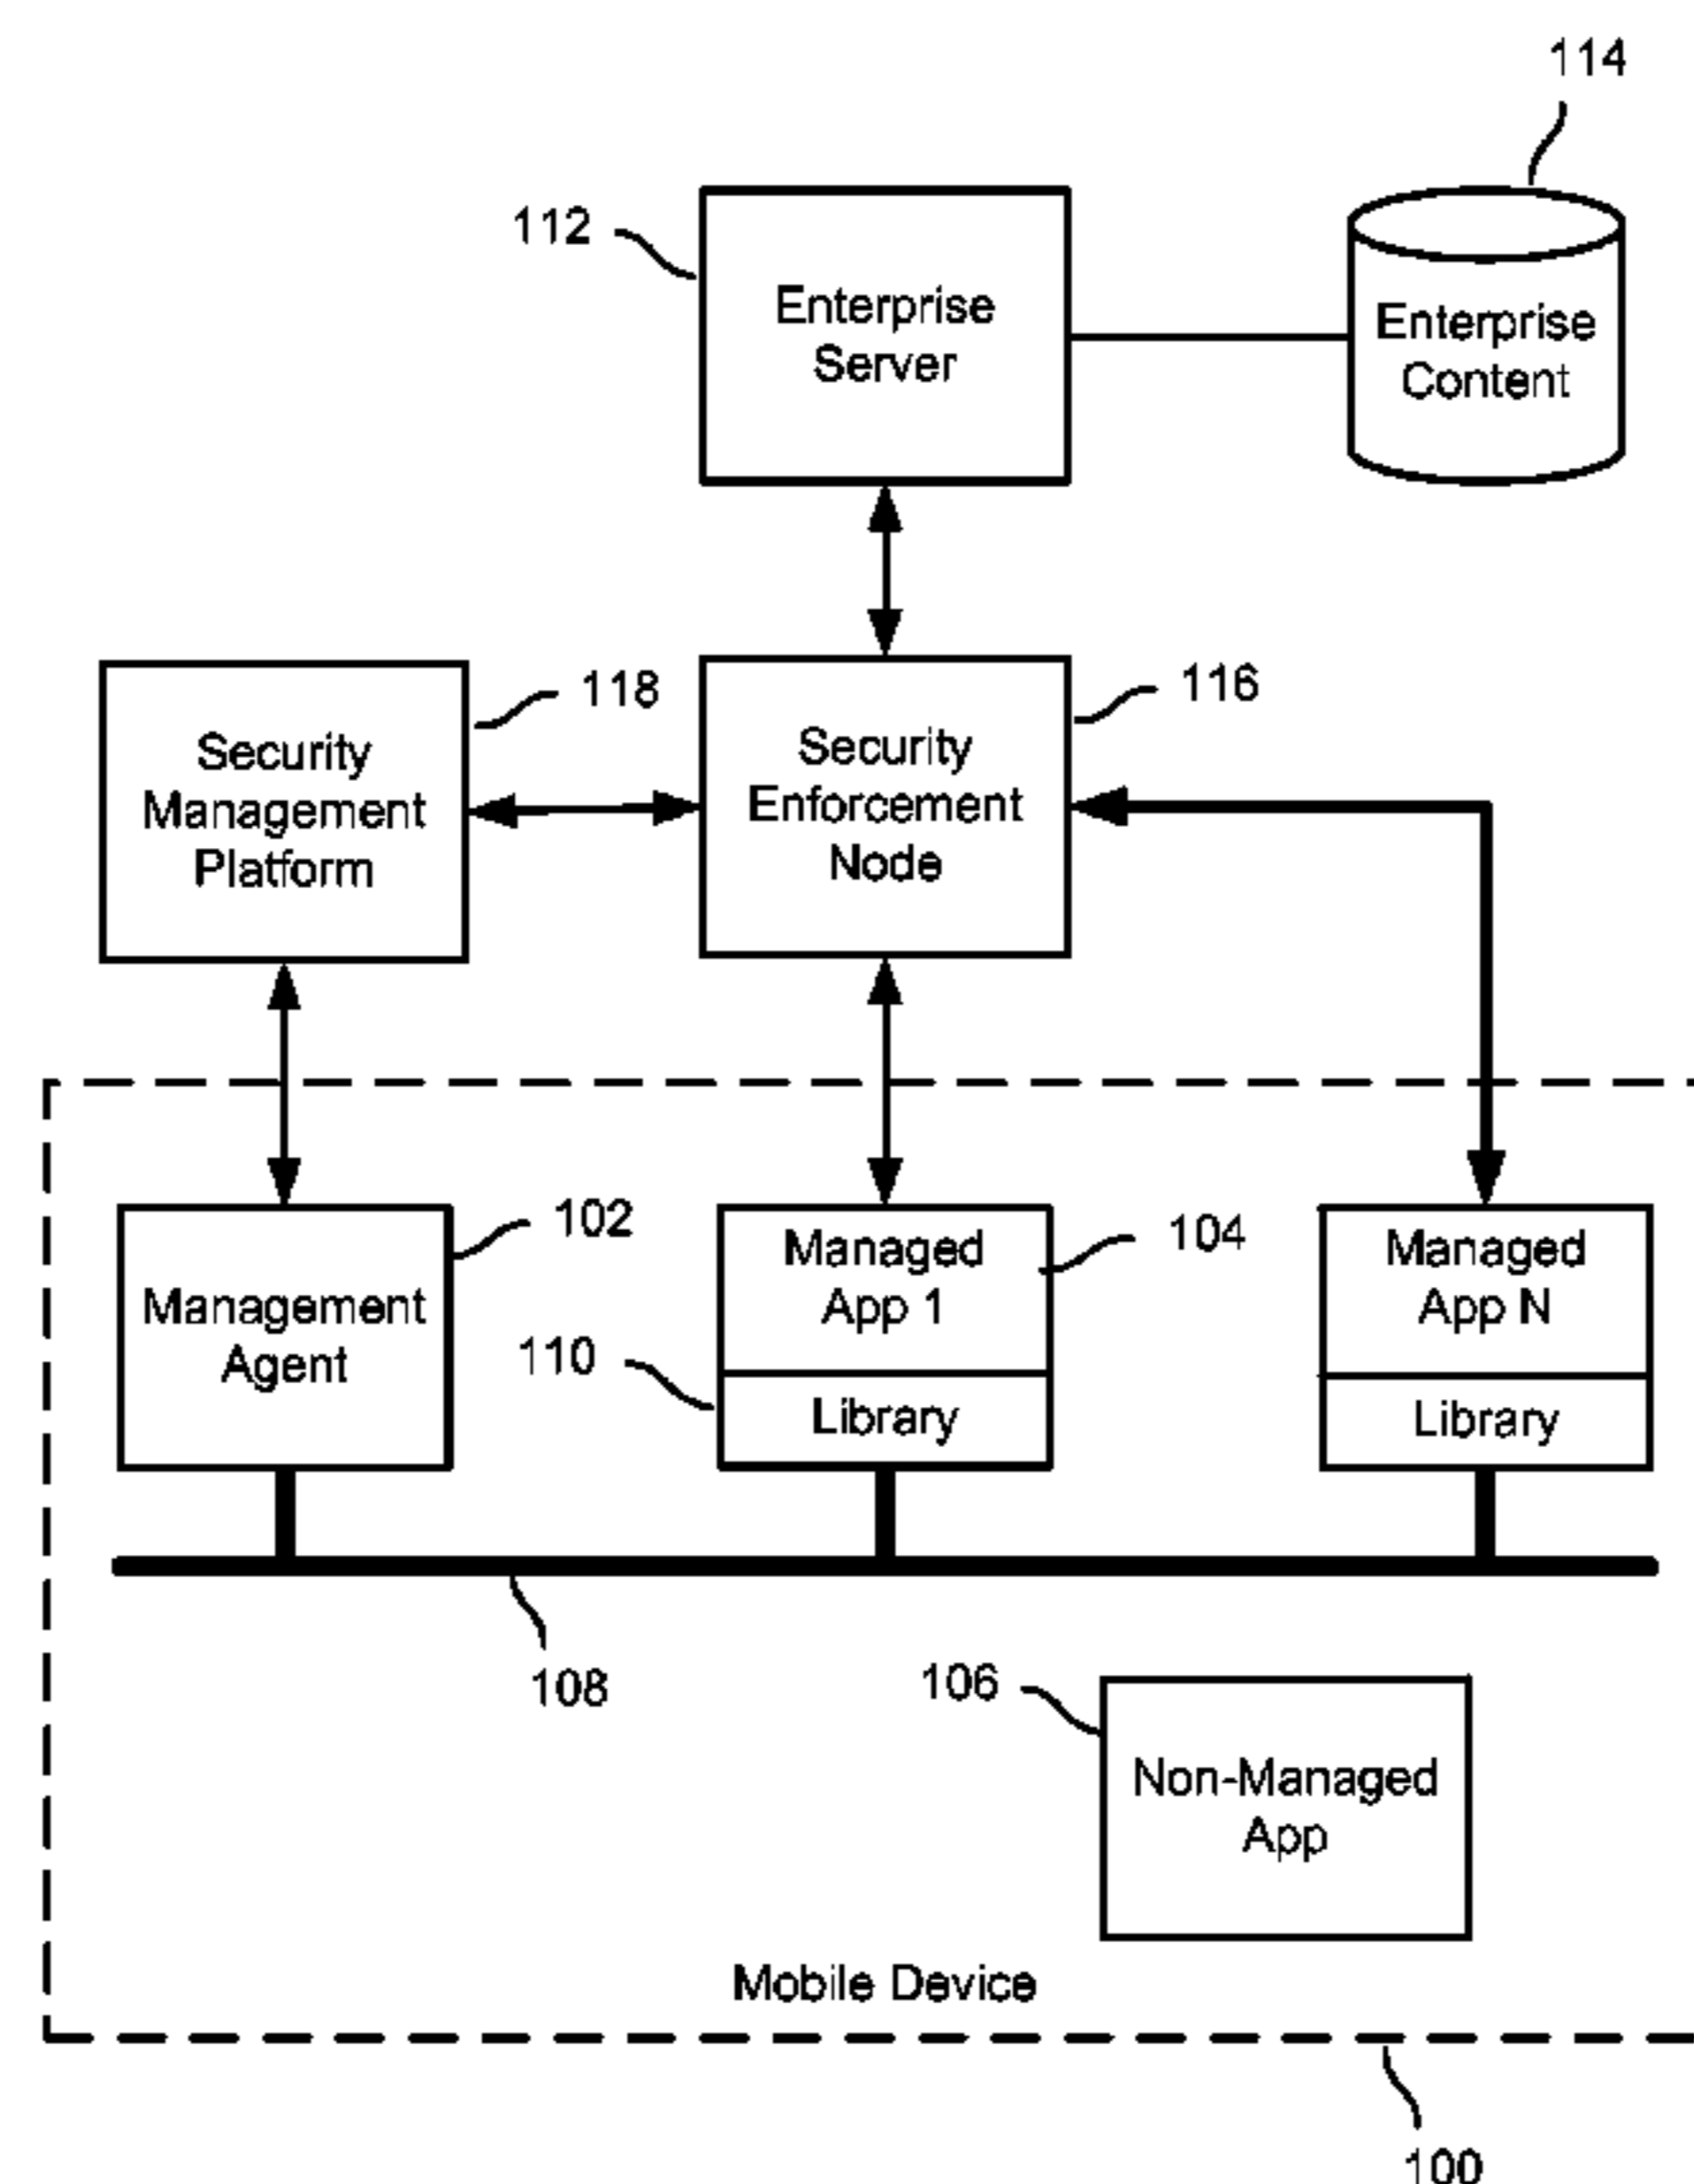 114
112
Enterprise
Server
Enterprise
Content
118
116
Security
Management
Platform
Security
Enforcement
Node
102
104
Management
Agent
Managed
App 1
110
Library
Managed
App N
Library
108
106
Non-Managed
App
Mobile Device
100